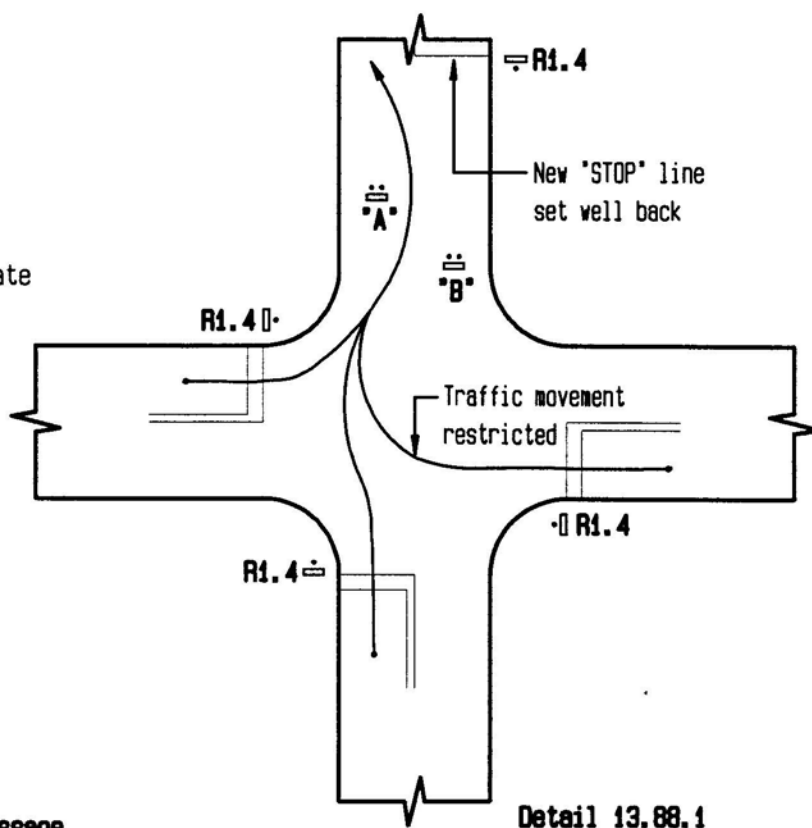 R1.4
New "STOP" line
set well back
"A"
"B"
R1.4
Traffic movement
restricted
R1.4
R1.4
Detail 13.88.1